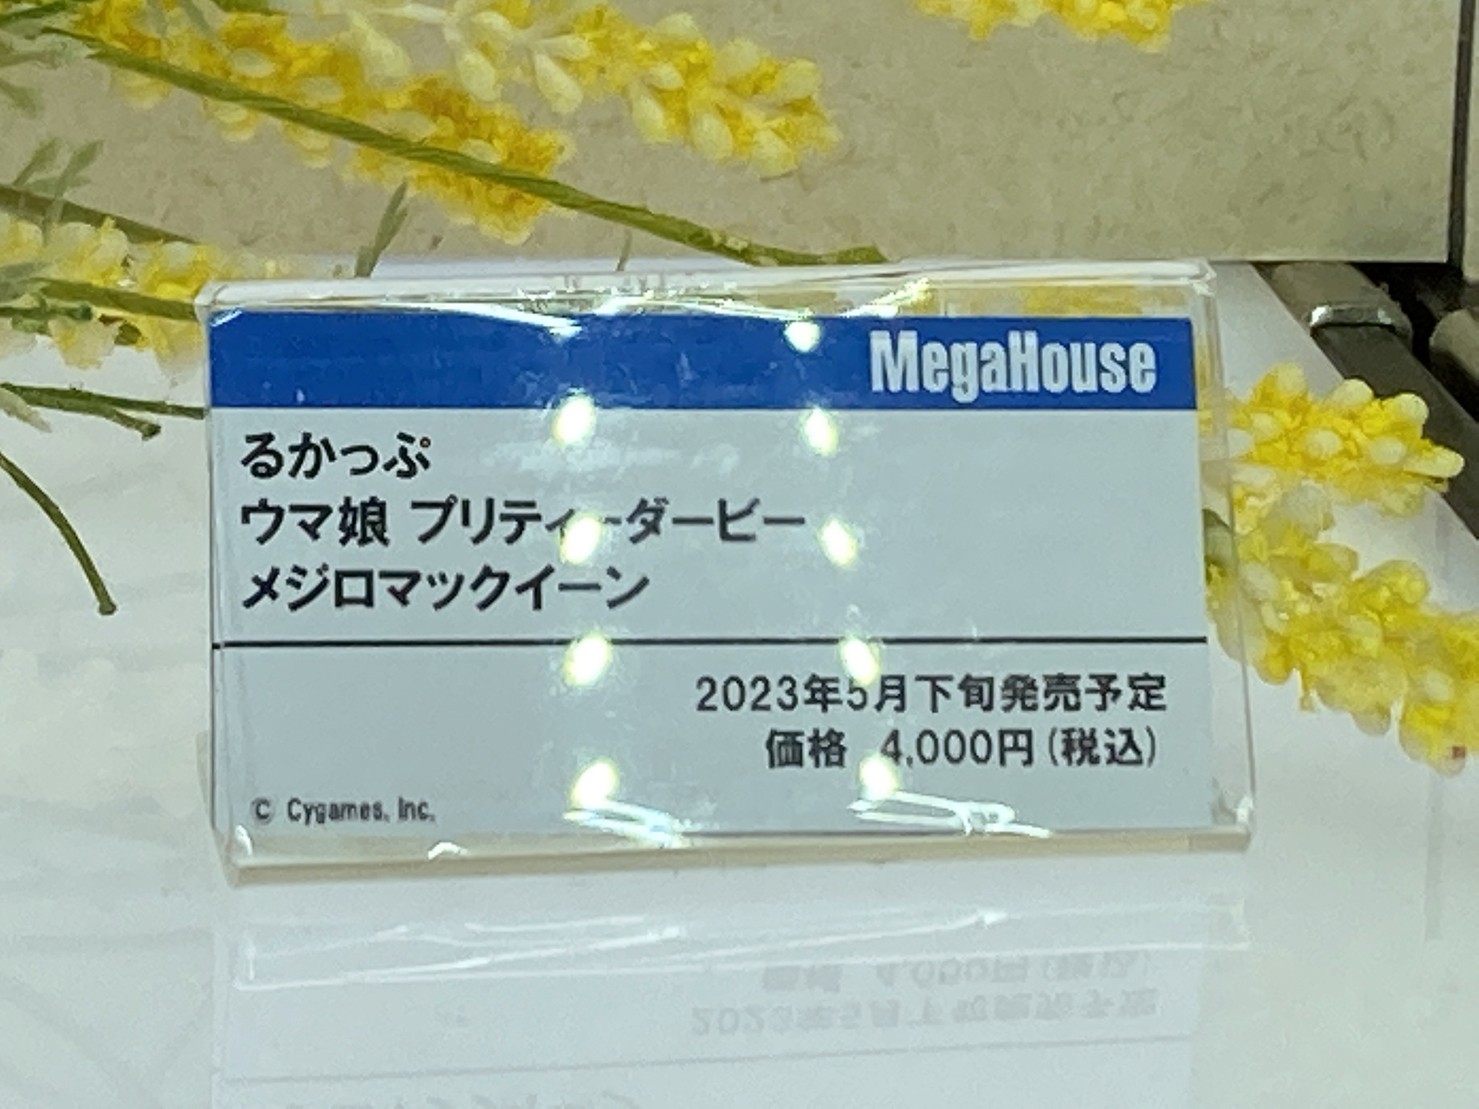 MegaHouse
るかっぷ
ウマ娘 プリティーダービー
メジロマックイーン
2023年5月下旬発売予定
価格 4,000円(税込)
© Cygames, Inc.